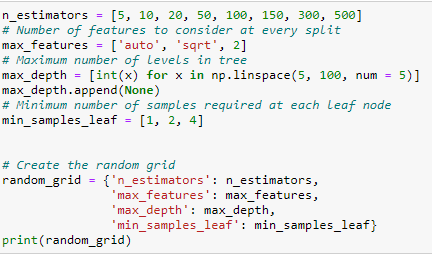 n_estimators = [5, 10, 20, 50, 100, 150, 300, 500]
# Number of features to consider at every split
max_features = ['auto', 'sqrt', 2]
# Maximum number of levels in tree
max_depth = [int(x) for x in np.linspace(5, 100, num = 5)]
max_depth.append(None)
# Minimum number of samples required at each leaf node
min_samples_leaf = [1, 2, 4]
# Create the random grid
random_grid = {'n_estimators': n_estimators,
'max_features': max_features,
'max_depth': max_depth,
'min_samples_leaf': min_samples_leaf}
print(random_grid)